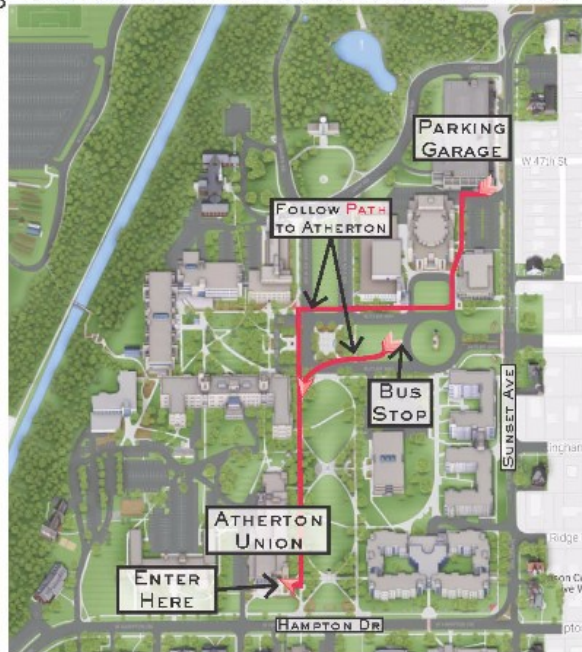 PARKING
GARAGE
W 47th St
FOLLOW PATH
TO ATHERTON
BUS
STOP
SUNSET AVE
ATHERTON
UNION
Ridge
ENTER
HERE
HAMPTON DR